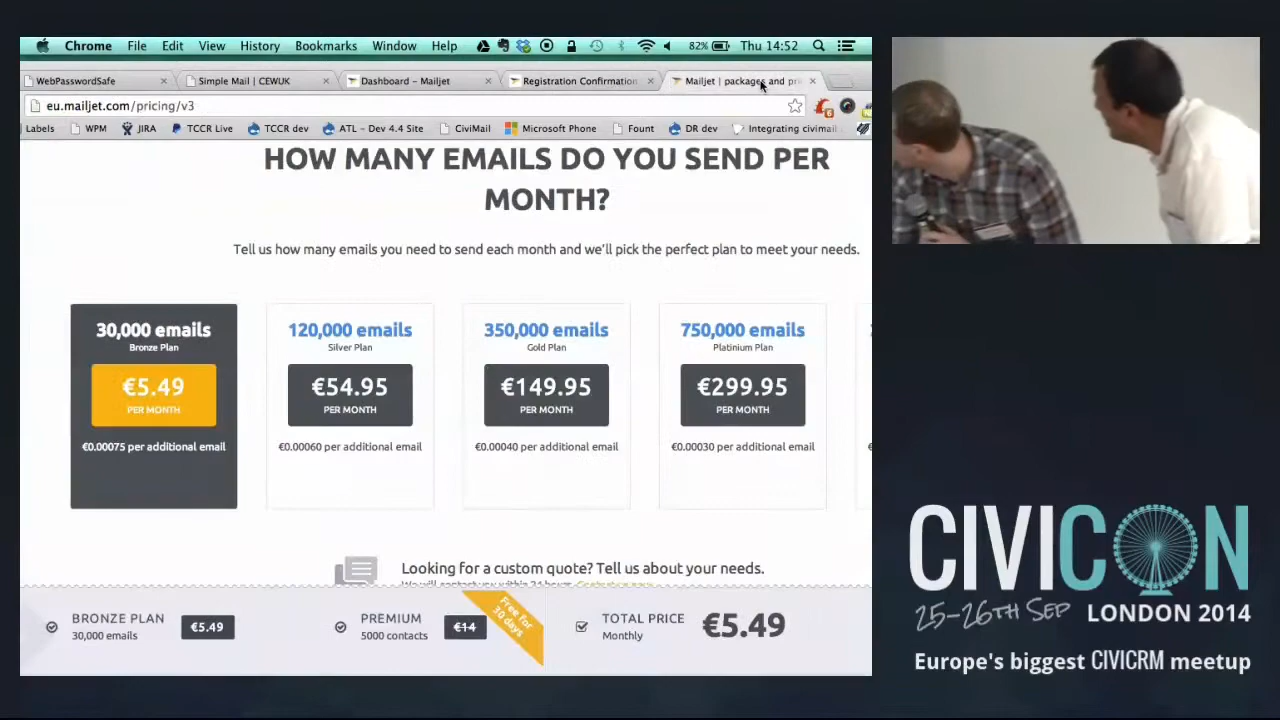 Chrome File Edit View History Bookmarks Window Help 82% Thu 14:52
WebPasswordSafe Simple Mail | CEWUK Dashboard – Mailjet Registration Confirmation Mailjet | packages and pri
eu.mailjet.com/pricing/v3
Labels WPM JIRA TCCR Live TCCR dev ATL - Dev 4.4 Site CiviMail Microsoft Phone Fount DR dev Integrating civimail
HOW MANY EMAILS DO YOU SEND PER
MONTH?
Tell us how many emails you need to send each month and we'll pick the perfect plan to meet your needs.
30,000 emails
Bronze Plan
€5.49
PER MONTH
€0.00075 per additional email
120,000 emails
Silver Plan
€54.95
PER MONTH
€0.00060 per additional email
350,000 emails
Gold Plan
€149.95
PER MONTH
€0.00040 per additional email
750,000 emails
Platinium Plan
€299.95
PER MONTH
€0.00030 per additional email
Looking for a custom quote? Tell us about your needs.
BRONZE PLAN
30,000 emails
€5.49
PREMIUM
5000 contacts
€14
Free for
30 days
TOTAL PRICE
Monthly
€5.49
CIVICON
25-26TH SEP LONDON 2014
Europe's biggest CIVICRM meetup